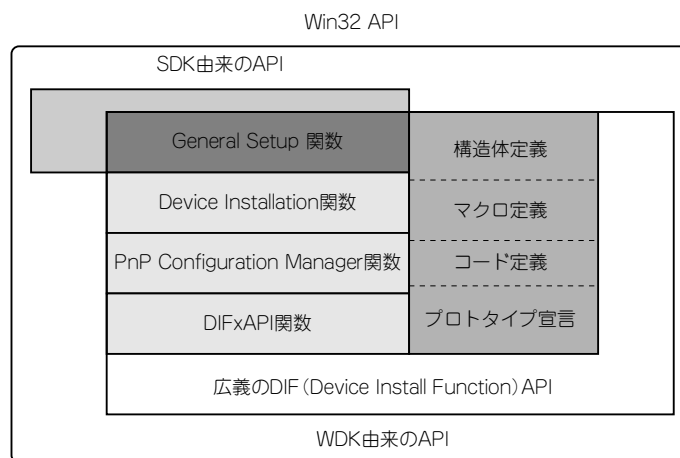 Win32 API
SDK由来のAPI
General Setup 関数
構造体定義
Device Installation関数
マクロ定義
PnP Configuration Manager関数
コード定義
DIFxAPI関数
プロトタイプ宣言
広義のDIF(Device Install Function)API
WDK由来のAPI